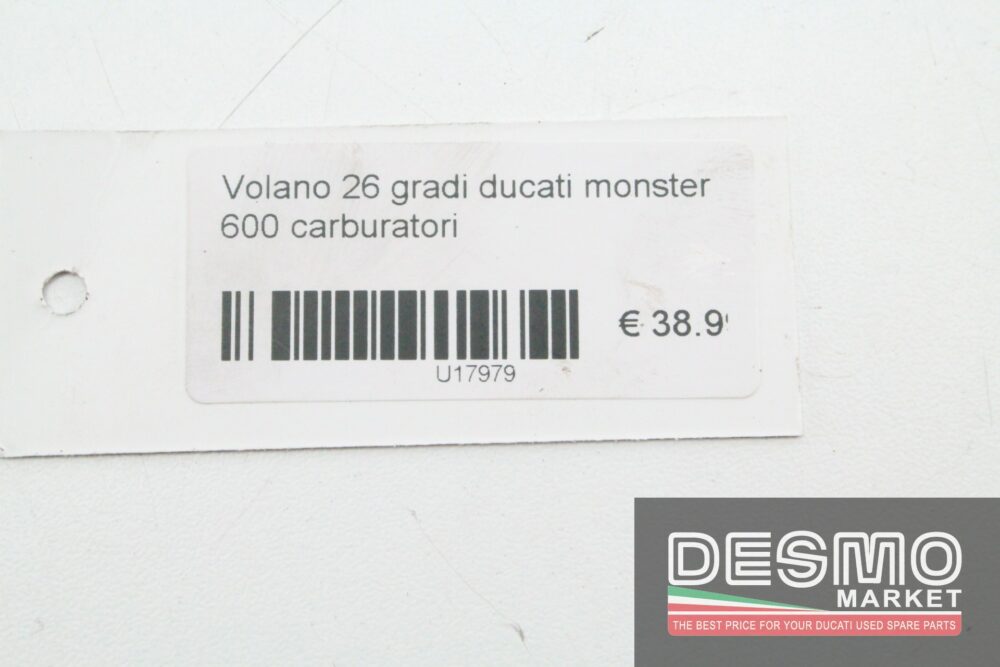 Volano 26 gradi ducati monster
600 carburatori
€ 38.9
U17979
DESMO
MARKET
THE BEST PRICE FOR YOUR DUCATI USED SPARE PARTS